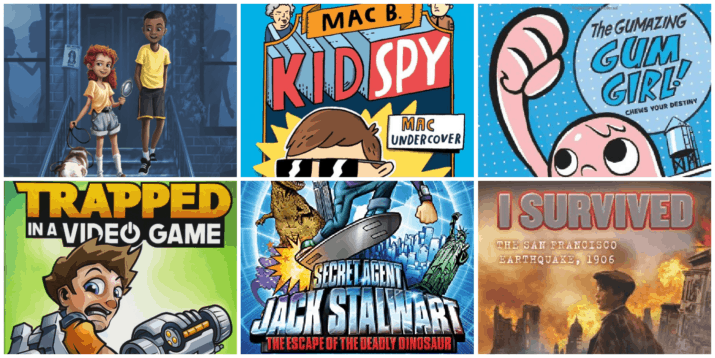 MAC B.
KID SPY
MAC
UNDERCOVER
The GUMAZING
GUM
GIRL!
CHEWS YOUR DESTINY
TRAPPED
IN A VIDEO GAME
SECRET AGENT
JACK STALWART
THE ESCAPE OF THE DEADLY DINOSAUR
I SURVIVED
THE SAN FRANCISCO
EARTHQUAKE, 1906